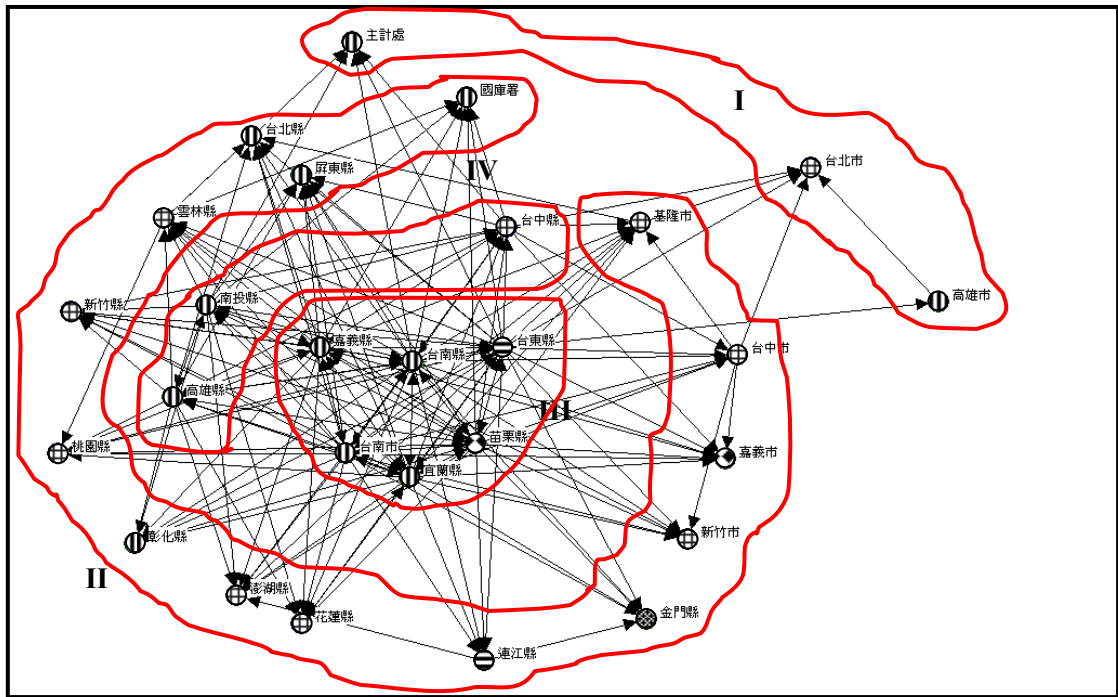 主計處
國庫署
I
台北縣
台北市
屏東縣
IV
雲林縣
台中縣
基隆市
南投縣
新竹縣
高雄市
嘉義縣
台南縣
台東縣
台中市
高雄縣
III
苗栗縣
桃園縣
台南市
宜蘭縣
嘉義市
新竹市
彰化縣
II
澎湖縣
花蓮縣
金門縣
連江縣